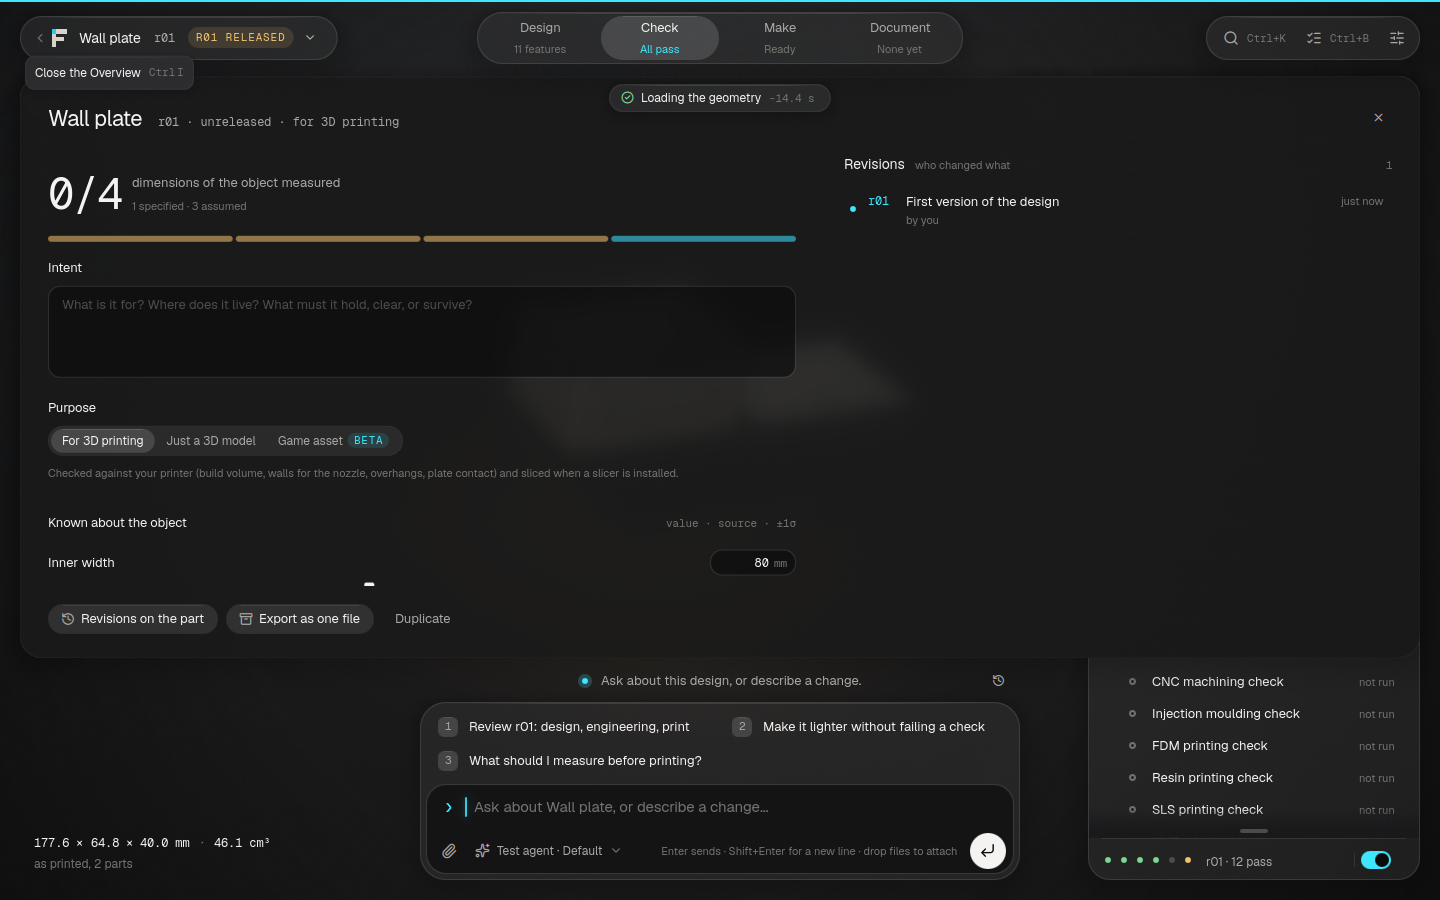 Wall plate r01 R01 RELEASED
Design
11 features
Check
All pass
Make
Ready
Document
None yet
Ctrl+K
Ctrl+B
Close the Overview Ctrl I
Loading the geometry -14.4 s
Wall plate r01 · unreleased · for 3D printing
0/4 dimensions of the object measured
1 specified · 3 assumed
Intent
What is it for? Where does it live? What must it hold, clear, or survive?
Purpose
For 3D printing Just a 3D model Game asset BETA
Checked against your printer (build volume, walls for the nozzle, overhangs, plate contact) and sliced when a slicer is installed.
Known about the object value · source · ±1σ
Inner width 80 mm
Revisions on the part Export as one file Duplicate
Revisions who changed what 1
r01 First version of the design just now
by you
Ask about this design, or describe a change.
1 Review r01: design, engineering, print
2 Make it lighter without failing a check
3 What should I measure before printing?
Ask about Wall plate, or describe a change...
Test agent · Default
Enter sends · Shift+Enter for a new line · drop files to attach
177.6 × 64.8 × 40.0 mm · 46.1 cm³
as printed, 2 parts
CNC machining check not run
Injection moulding check not run
FDM printing check not run
Resin printing check not run
SLS printing check not run
r01 · 12 pass